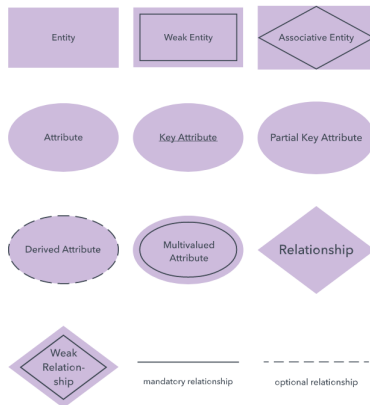 Entity
Weak Entity
Associative Entity
Attribute
Key Attribute
Partial Key Attribute
Derived Attribute
Multivalued
Attribute
Relationship
Weak
Relation-
ship
mandatory relationship
optional relationship